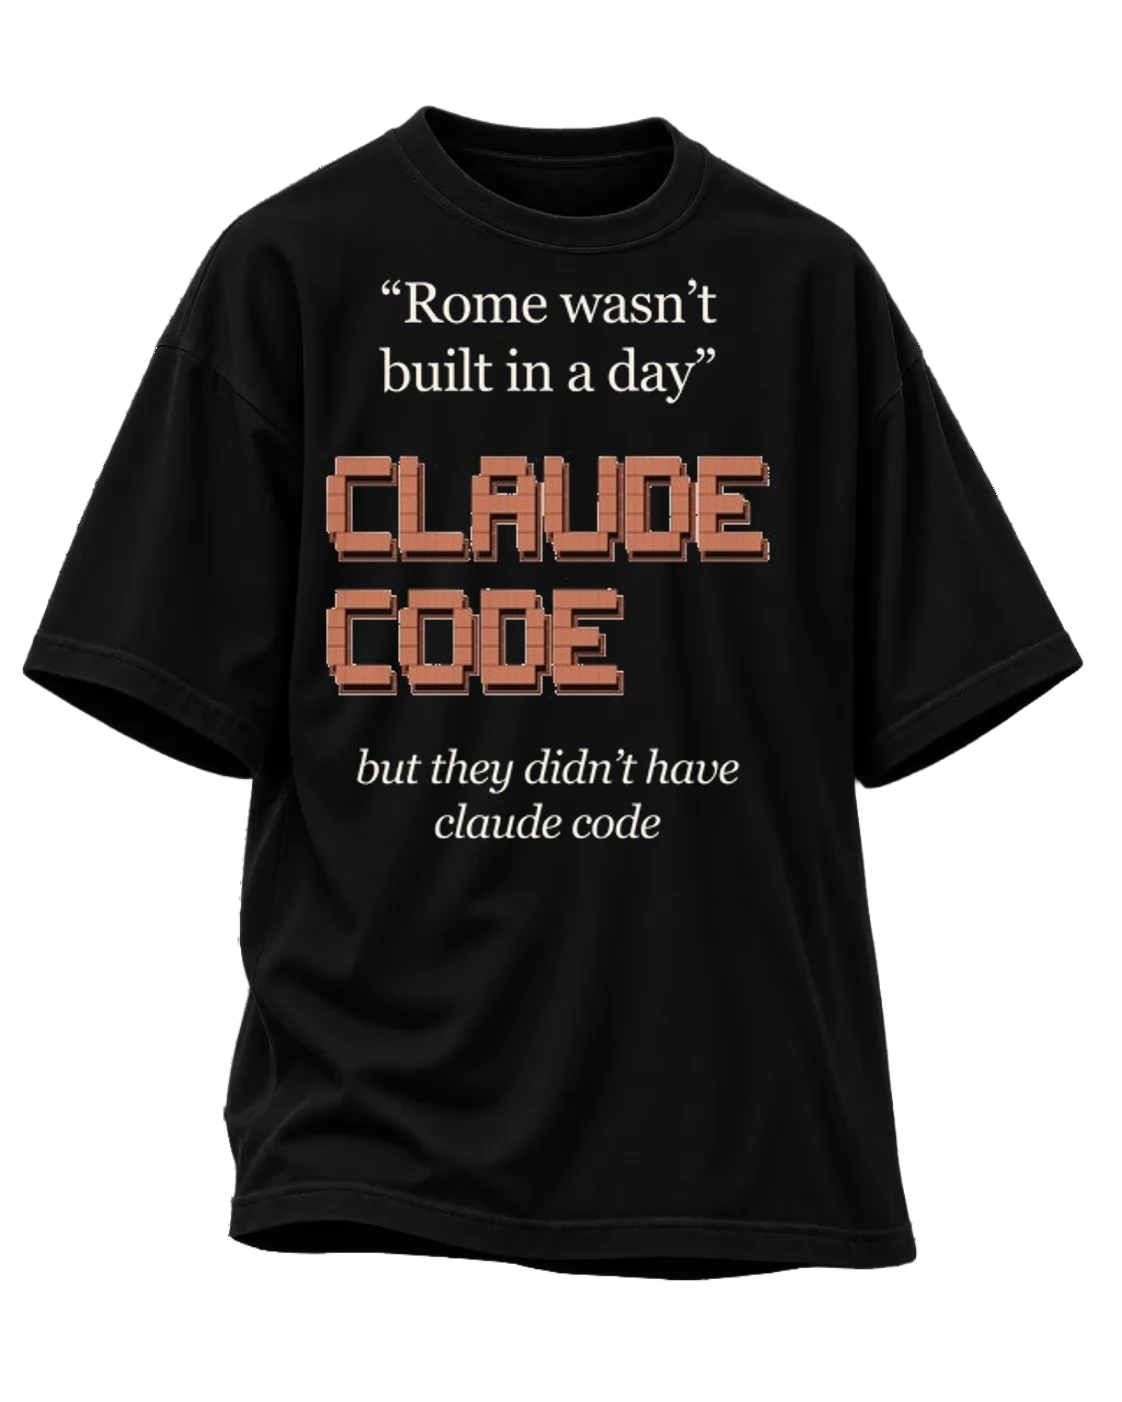 “Rome wasn’t
built in a day”
CLAUDE
CODE
but they didn’t have
claude code